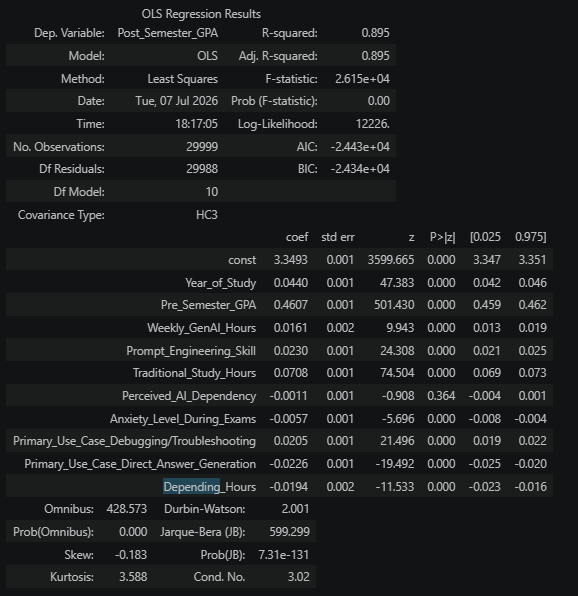 OLS Regression Results
Dep. Variable: Post_Semester_GPA R-squared: 0.895
Model: OLS Adj. R-squared: 0.895
Method: Least Squares F-statistic: 2.615e+04
Date: Tue, 07 Jul 2026 Prob (F-statistic): 0.00
Time: 18:17:05 Log-Likelihood: 12226.
No. Observations: 29999 AIC: -2.443e+04
Df Residuals: 29988 BIC: -2.434e+04
Df Model: 10
Covariance Type: HC3
coef std err z P>|z| [0.025 0.975]
const 3.3493 0.001 3599.665 0.000 3.347 3.351
Year_of_Study 0.0440 0.001 47.383 0.000 0.042 0.046
Pre_Semester_GPA 0.4607 0.001 501.430 0.000 0.459 0.462
Weekly_GenAI_Hours 0.0161 0.002 9.943 0.000 0.013 0.019
Prompt_Engineering_Skill 0.0230 0.001 24.308 0.000 0.021 0.025
Traditional_Study_Hours 0.0708 0.001 74.504 0.000 0.069 0.073
Perceived_AI_Dependency -0.0011 0.001 -0.908 0.364 -0.004 0.001
Anxiety_Level_During_Exams -0.0057 0.001 -5.696 0.000 -0.008 -0.004
Primary_Use_Case_Debugging/Troubleshooting 0.0205 0.001 21.496 0.000 0.019 0.022
Primary_Use_Case_Direct_Answer_Generation -0.0226 0.001 -19.492 0.000 -0.025 -0.020
Depending_Hours -0.0194 0.002 -11.533 0.000 -0.023 -0.016
Omnibus: 428.573 Durbin-Watson: 2.001
Prob(Omnibus): 0.000 Jarque-Bera (JB): 599.299
Skew: -0.183 Prob(JB): 7.31e-131
Kurtosis: 3.588 Cond. No. 3.02